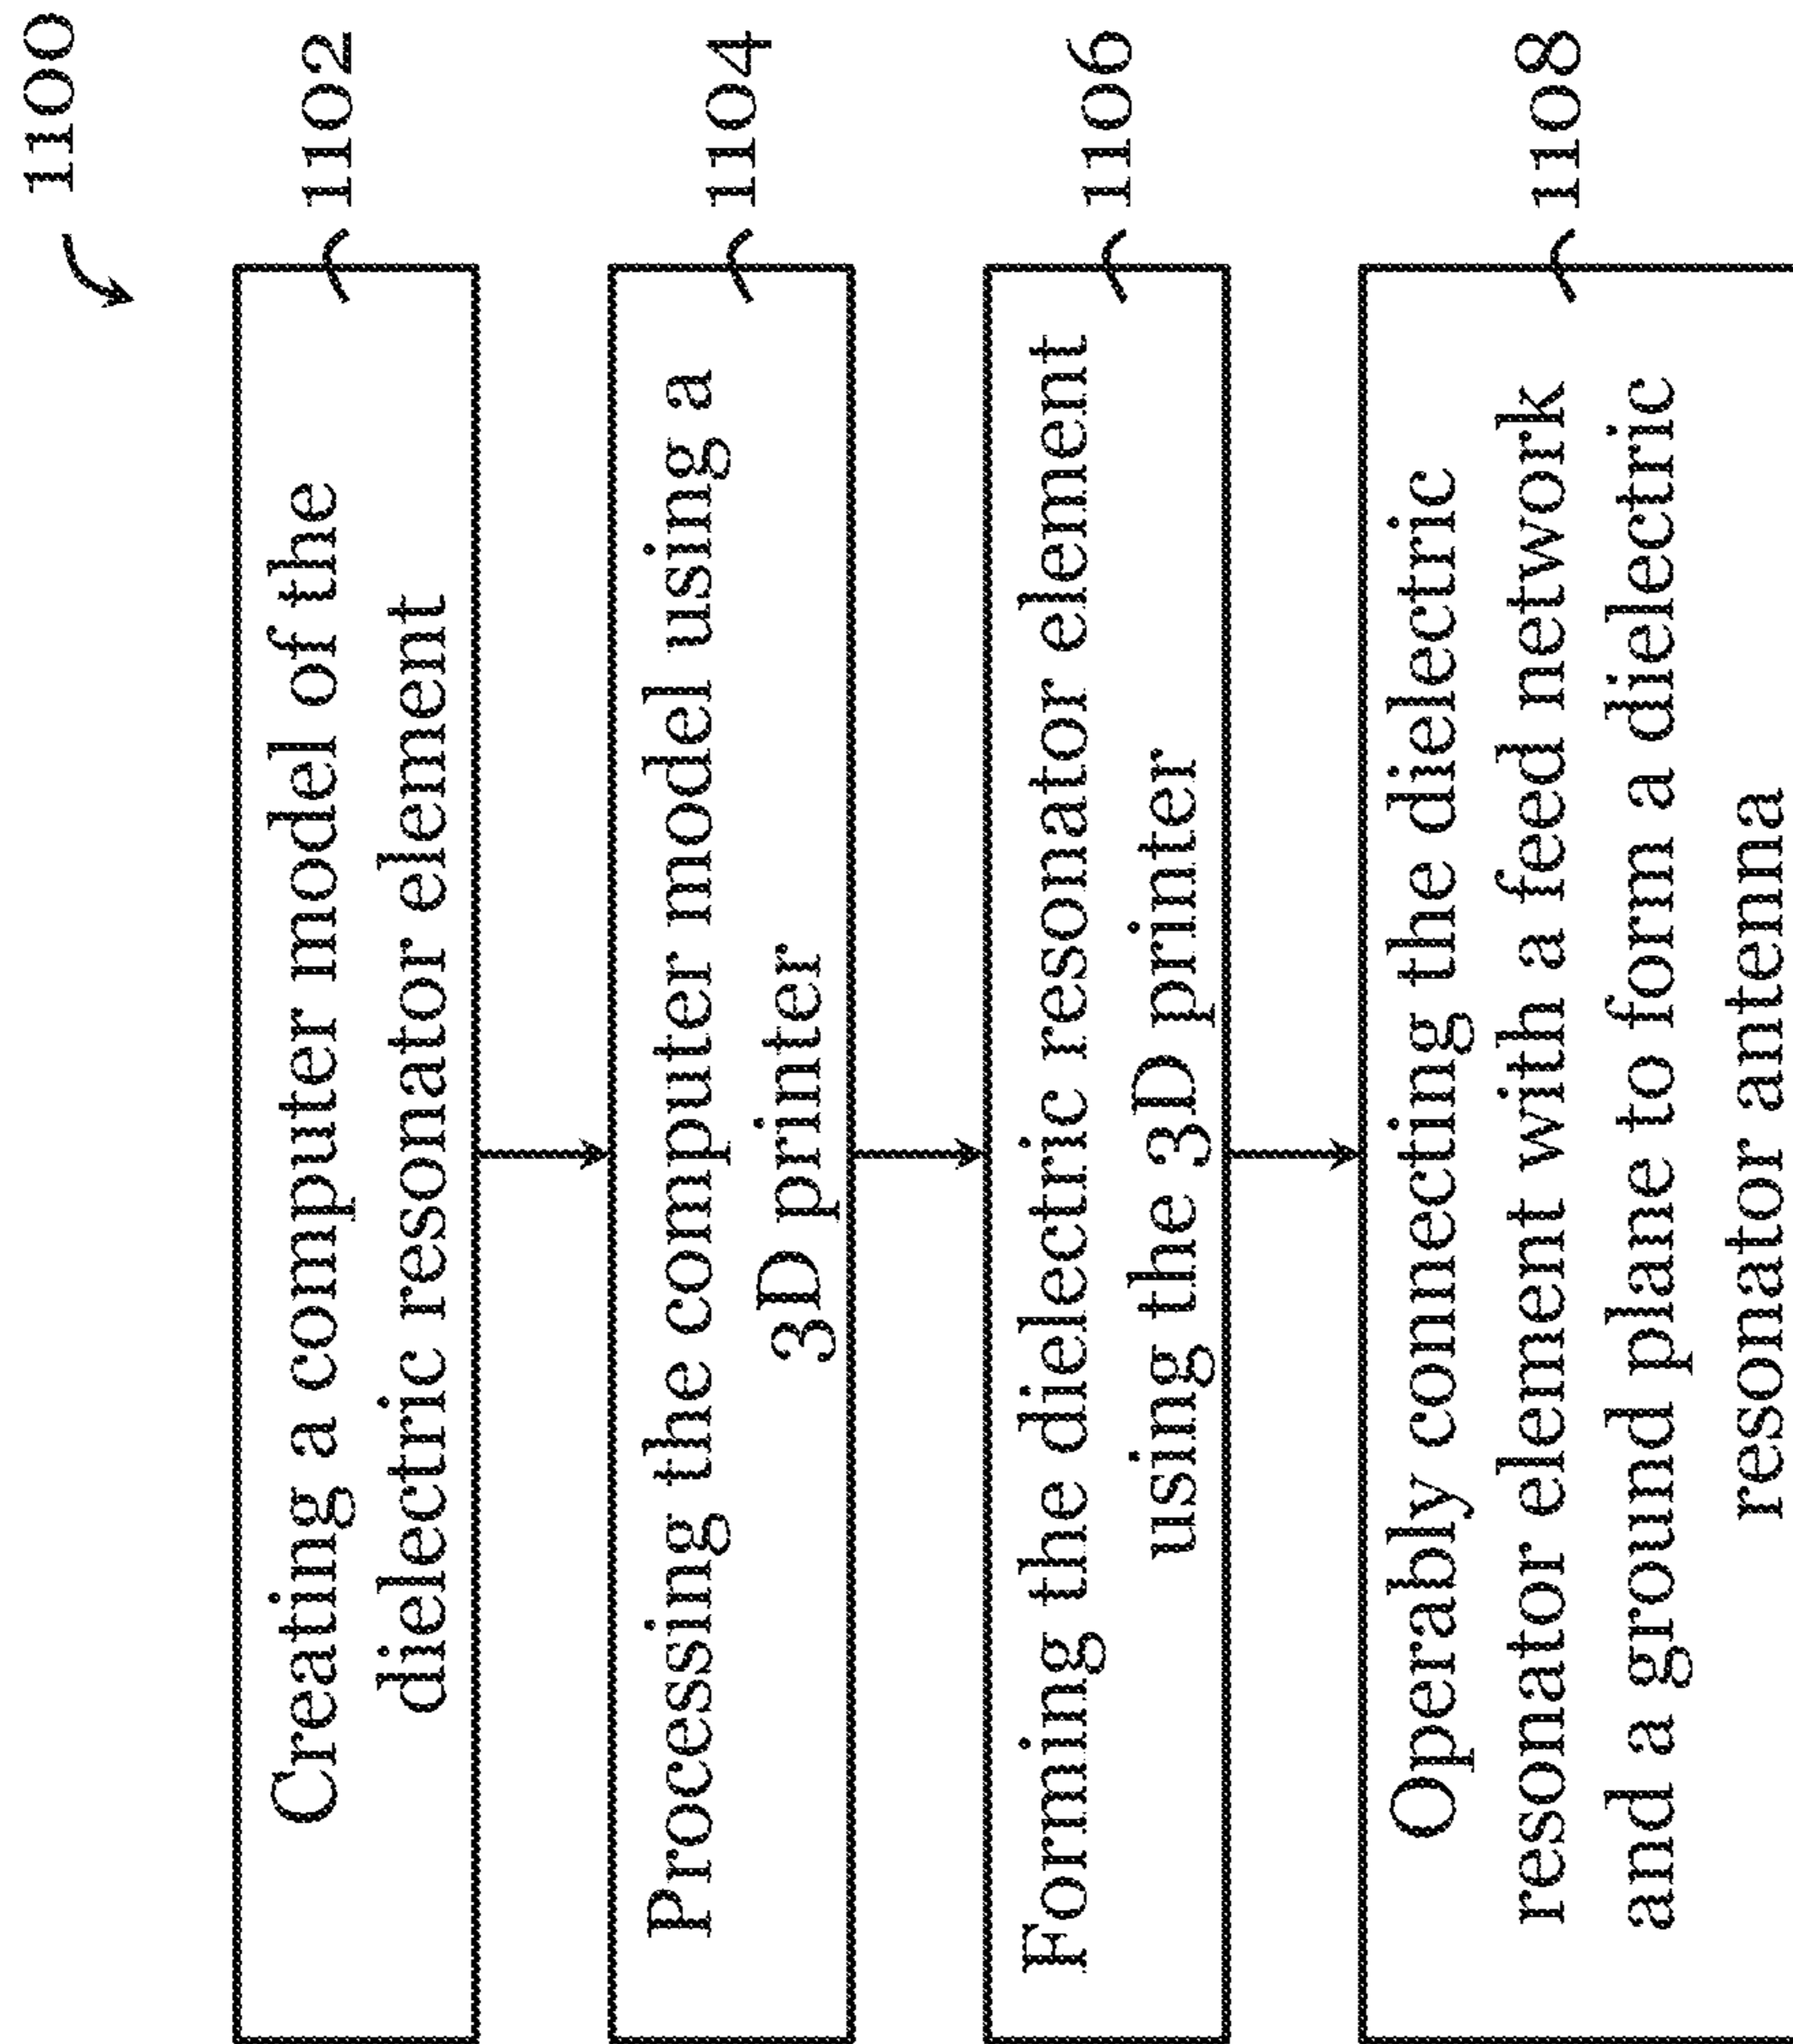 1100
Creating a computer model of the
dielectric resonator element
1102
Processing the computer model using a
3D printer
1104
Forming the dielectric resonator element
using the 3D printer
1106
Operably connecting the dielectric
resonator element with a feed network
and a ground plane to form a dielectric
resonator antenna
1108